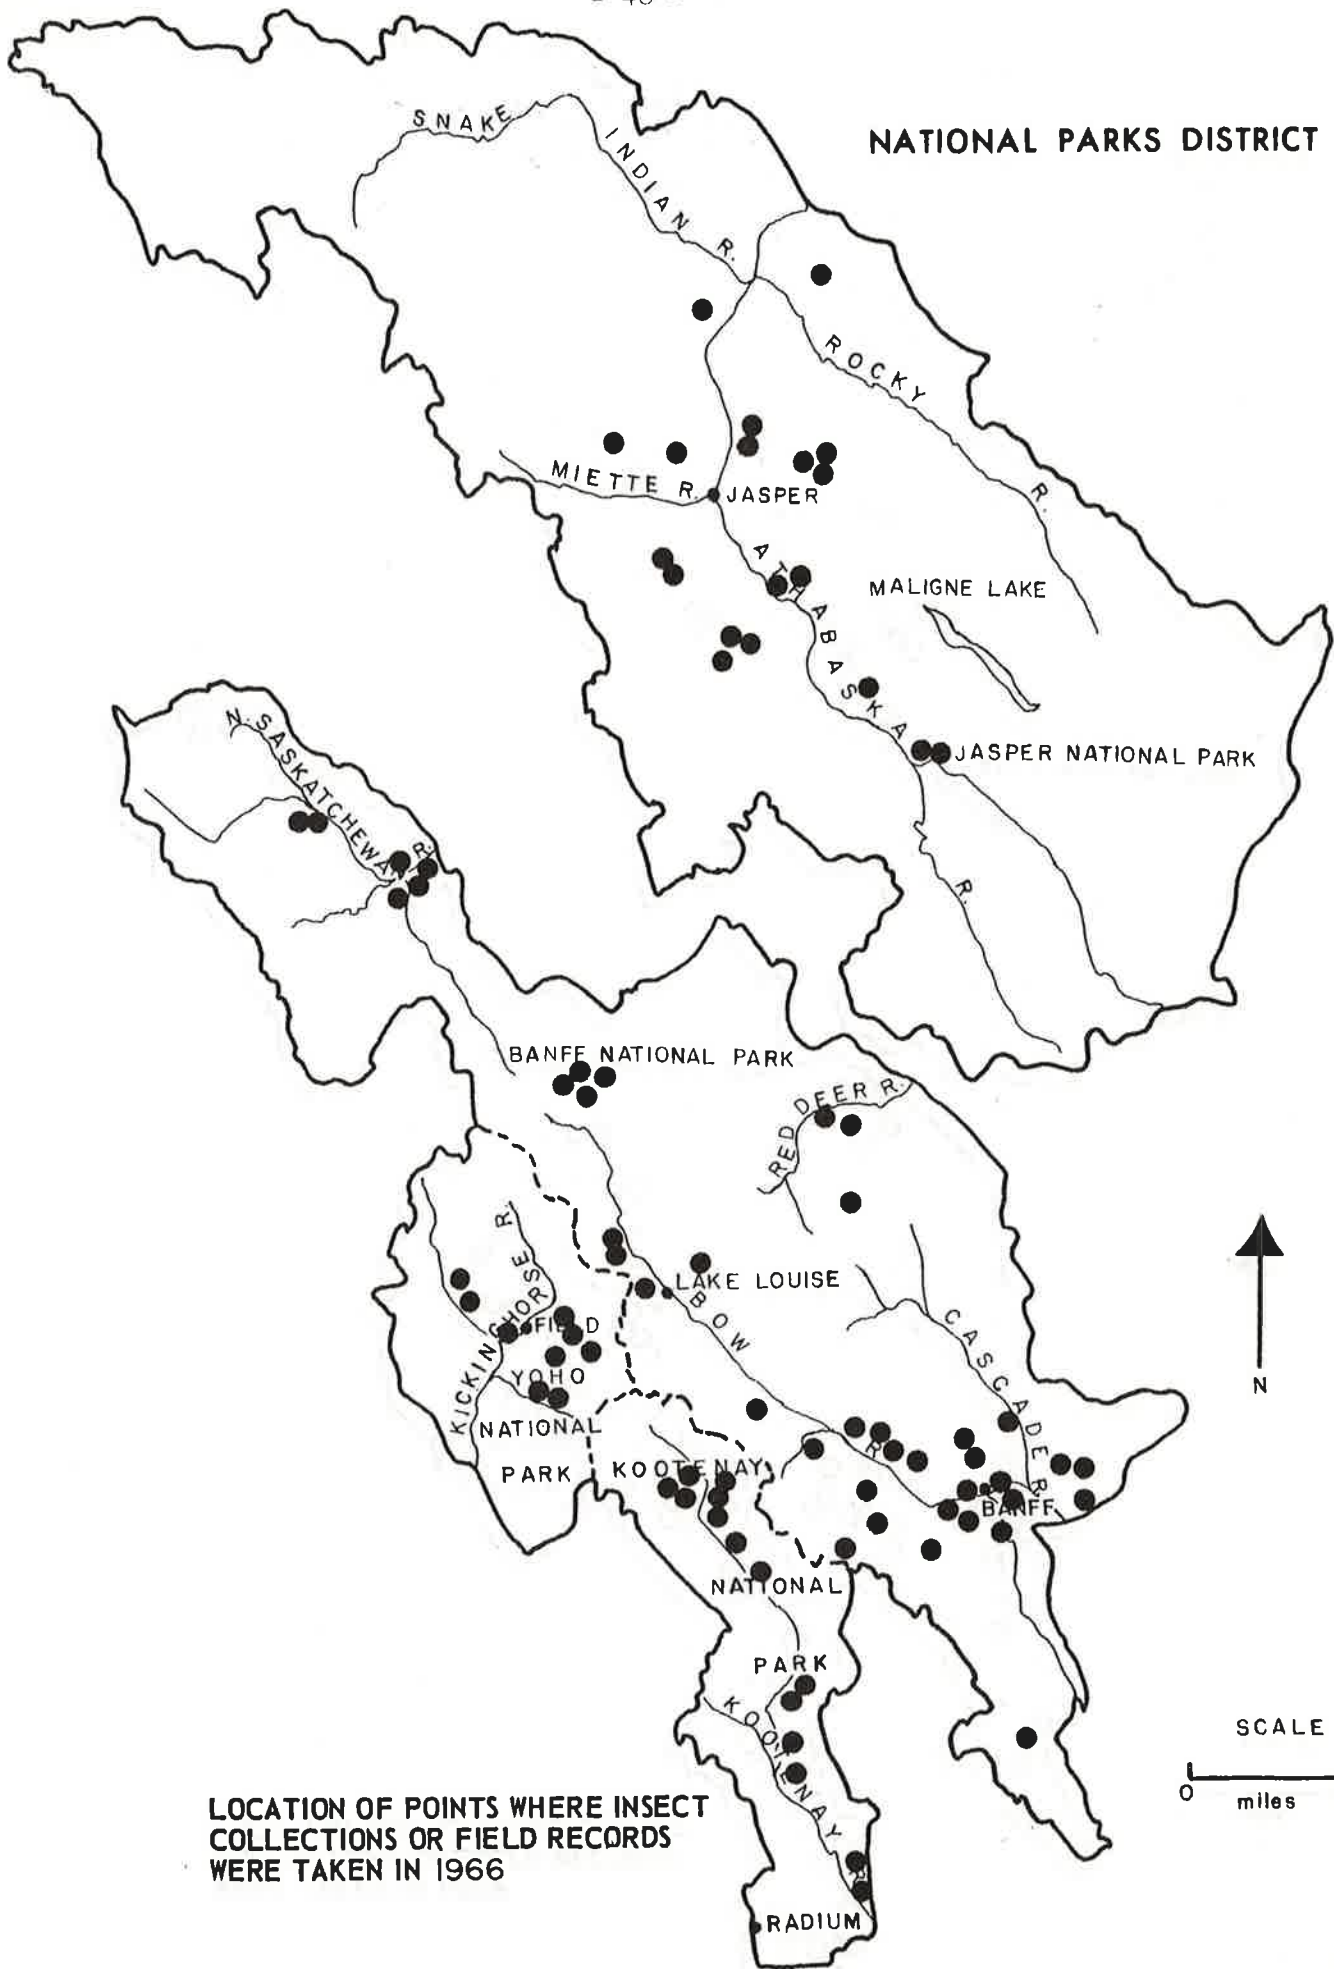 NATIONAL PARKS DISTRICT
SNAKE INDIAN R.
ROCKY R.
MIETTE R.
JASPER
ATHABASKA R.
MALIGNE LAKE
JASPER NATIONAL PARK
N. SASKATCHEWAN R.
BANFF NATIONAL PARK
RED DEER R.
LAKE LOUISE
BOW R.
CASCADE R.
KICKING HORSE R.
FIELD
YOHO
NATIONAL
PARK
KOOTENAY
BANFF
NATIONAL
PARK
KOOTENAY R.
RADIUM
N
SCALE
0
miles
LOCATION OF POINTS WHERE INSECT
COLLECTIONS OR FIELD RECORDS
WERE TAKEN IN 1966